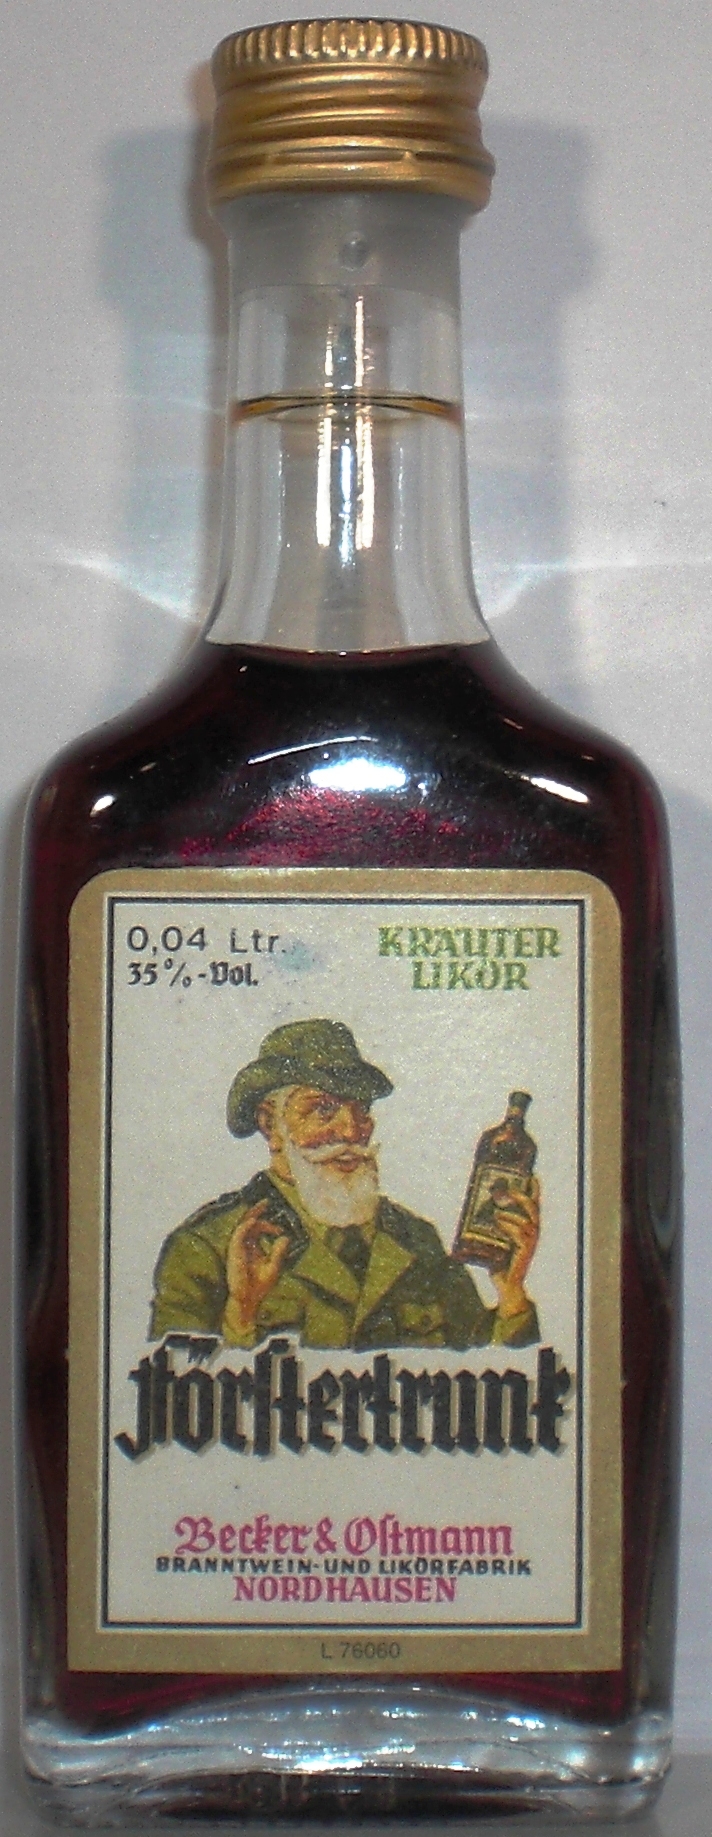 0,04 Ltr.
35%-Vol.
KRÄUTER
LIKÖR
Förstertrunk
Becker & Ostmann
BRANNTWEIN-UND LIKÖRFABRIK
NORDHAUSEN
L 76060